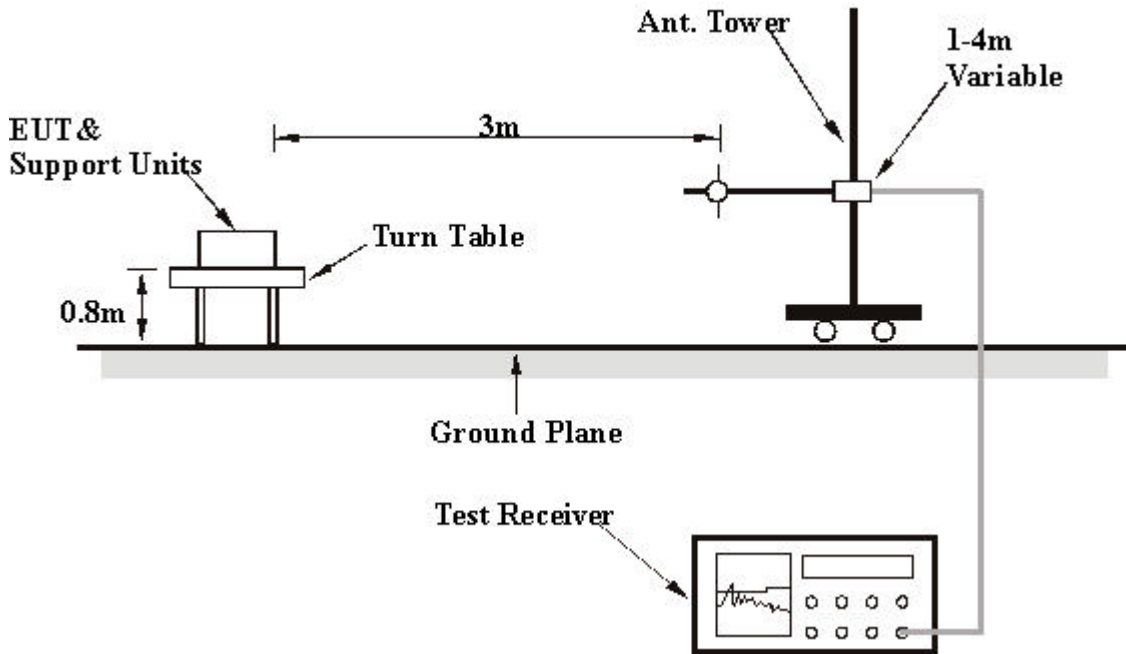 Ant. Tower
1-4m
Variable
3m
EUT &
Support Units
Turn Table
0.8m
Ground Plane
Test Receiver